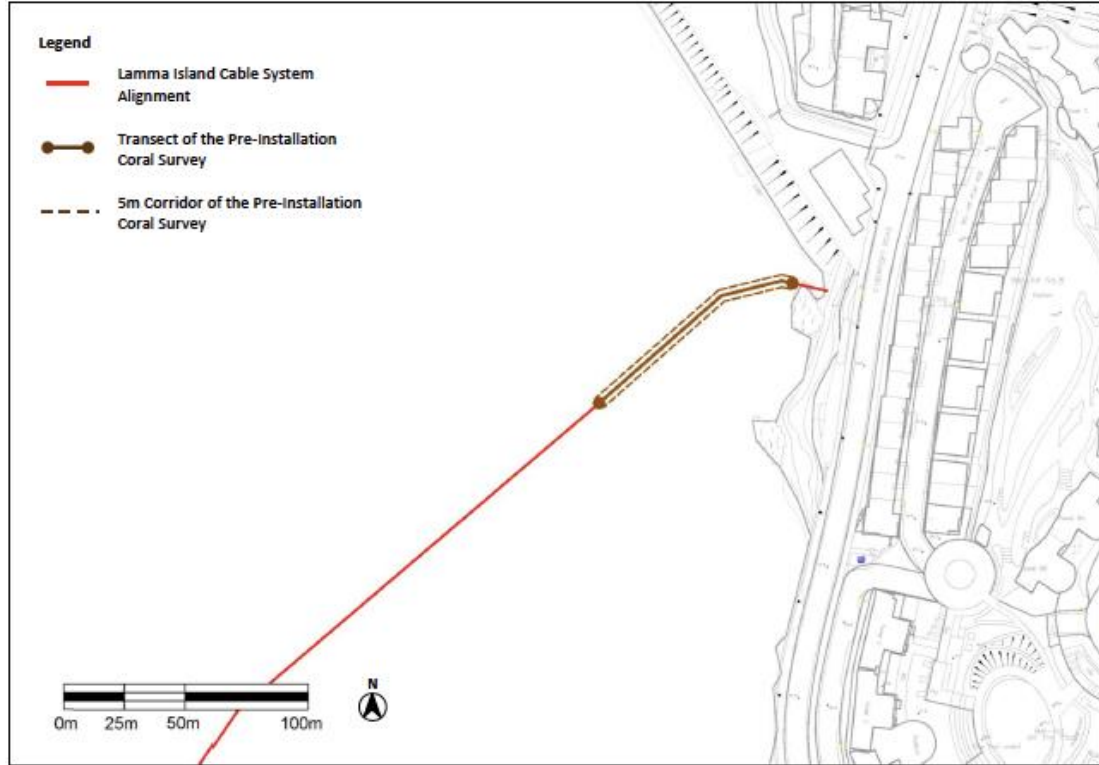 Legend
Lamma Island Cable System
Alignment
Transect of the Pre-Installation
Coral Survey
5m Corridor of the Pre-Installation
Coral Survey
N
0m 25m 50m 100m